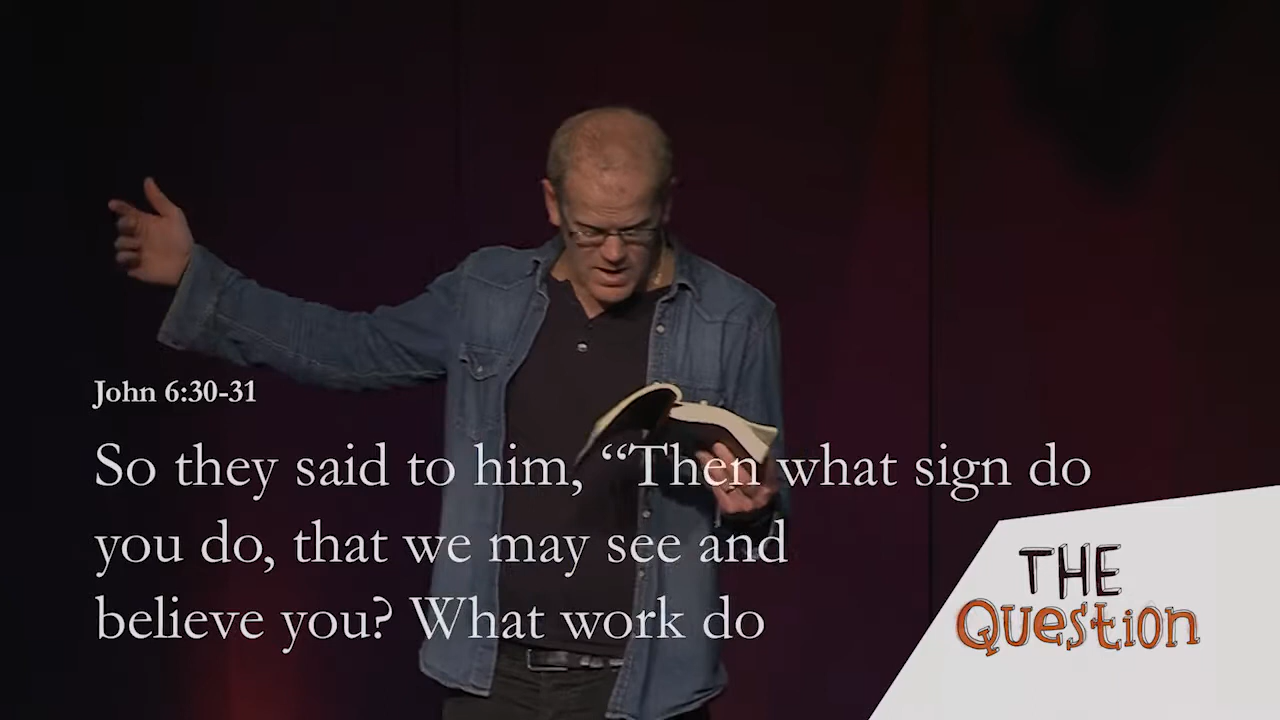 John 6:30-31
So they said to him, “Then what sign do
you do, that we may see and
believe you? What work do
THE
Question